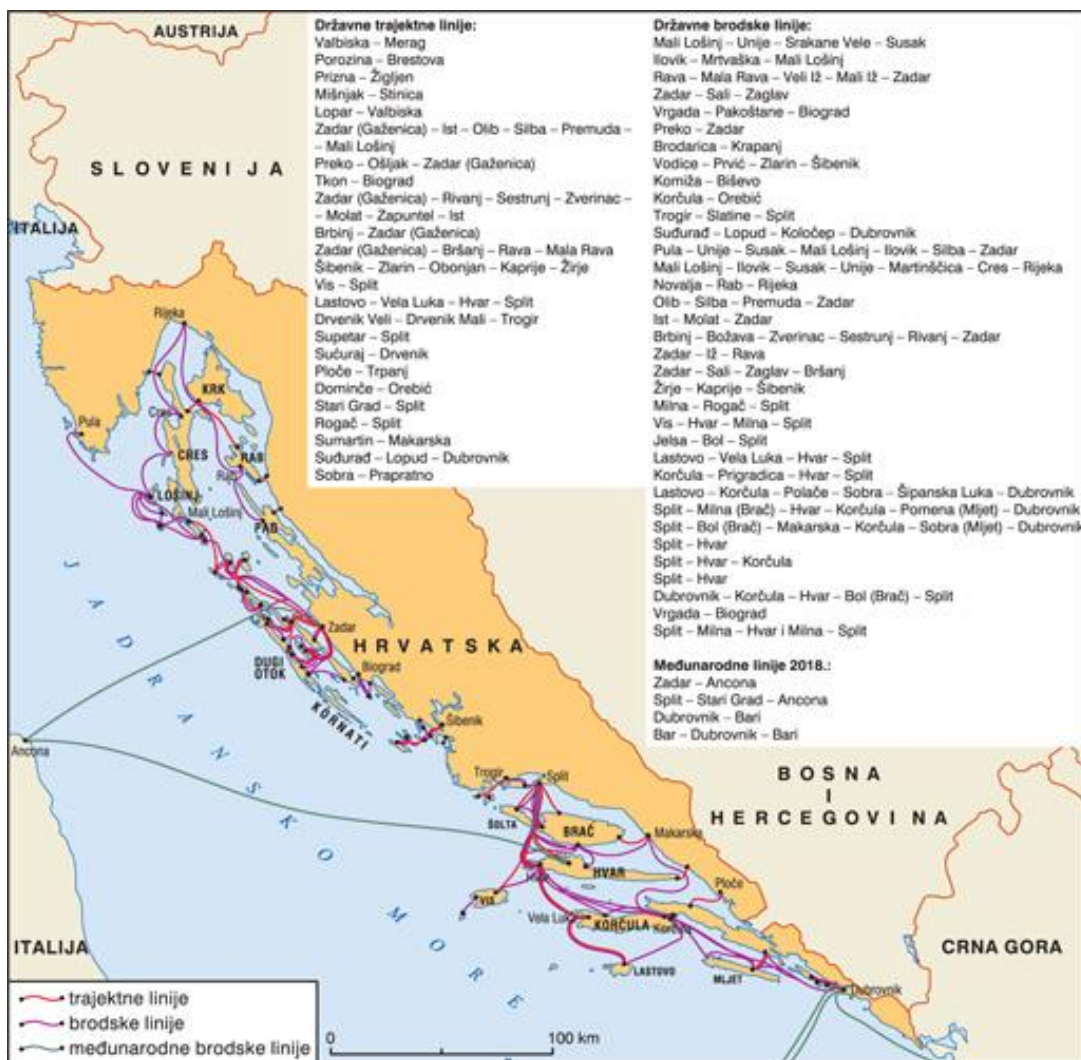 AUSTRIJA
SLOVENIJA
ITALIJA
Državne trajektne linije:
Valbiska – Merag
Porozina – Brestova
Prizna – Žigljen
Mišnjak – Stinica
Lopar – Valbiska
Zadar (Gaženica) – Ist – Olib – Silba – Premuda –
– Mali Lošinj
Preko – Ošljak – Zadar (Gaženica)
Tkon – Biograd
Zadar (Gaženica) – Rivanj – Sestrunj – Zverinac –
– Molat – Zapuntel – Ist
Brbinj – Zadar (Gaženica)
Zadar (Gaženica) – Bršanj – Rava – Mala Rava
Šibenik – Zlarin – Obonjan – Kaprije – Žirje
Vis – Split
Lastovo – Vela Luka – Hvar – Split
Drvenik Veli – Drvenik Mali – Trogir
Supetar – Split
Sućuraj – Drvenik
Ploče – Trpanj
Dominče – Orebić
Stari Grad – Split
Rogač – Split
Sumartin – Makarska
Suđurađ – Lopud – Dubrovnik
Sobra – Prapratno
Državne brodske linije:
Mali Lošinj – Unije – Srakane Vele – Susak
Ilovik – Mrtvaška – Mali Lošinj
Rava – Mala Rava – Veli Iž – Mali Iž – Zadar
Zadar – Sali – Zaglav
Vrgada – Pakoštane – Biograd
Preko – Zadar
Brodarica – Krapanj
Vodice – Prvić – Zlarin – Šibenik
Komiža – Biševo
Korčula – Orebić
Trogir – Slatine – Split
Suđurađ – Lopud – Koločep – Dubrovnik
Pula – Unije – Susak – Mali Lošinj – Ilovik – Silba – Zadar
Mali Lošinj – Ilovik – Susak – Unije – Martinščica – Cres – Rijeka
Novalja – Rab – Rijeka
Olib – Silba – Premuda – Zadar
Ist – Molat – Zadar
Brbinj – Božava – Zverinac – Sestrunj – Rivanj – Zadar
Zadar – Iž – Rava
Zadar – Sali – Zaglav – Bršanj
Žirje – Kaprije – Šibenik
Milna – Rogač – Split
Vis – Hvar – Milna – Split
Jelsa – Bol – Split
Lastovo – Vela Luka – Hvar – Split
Korčula – Prigradica – Hvar – Split
Lastovo – Korčula – Polače – Sobra – Šipanska Luka – Dubrovnik
Split – Milna (Brač) – Hvar – Korčula – Pomena (Mljet) – Dubrovnik
Split – Bol (Brač) – Makarska – Korčula – Sobra (Mljet) – Dubrovnik
Split – Hvar
Split – Hvar – Korčula
Split – Hvar
Dubrovnik – Korčula – Hvar – Bol (Brač) – Split
Vrgada – Biograd
Split – Milna – Hvar i Milna – Split
Međunarodne linije 2018.:
Zadar – Ancona
Split – Stari Grad – Ancona
Dubrovnik – Bari
Bar – Dubrovnik – Bari
Rijeka
KRK
Pula
Cres
CRES
RAB
Rab
LOŠINJ
Mali Lošinj
PAG
Zadar
HRVATSKA
DUGI
OTOK
Biograd
KORNATI
Šibenik
JADRANSKO MORE
Ancona
Trogir
Split
ŠOLTA
BRAČ
Makarska
HVAR
Hvar
VIS
Ploče
Vela Luka
KORČULA
Korčula
LASTOVO
MLJET
Dubrovnik
BOSNA
I
HERCEGOVINA
CRNA GORA
ITALIJA
trajektne linije
brodske linije
međunarodne brodske linije
0 100 km